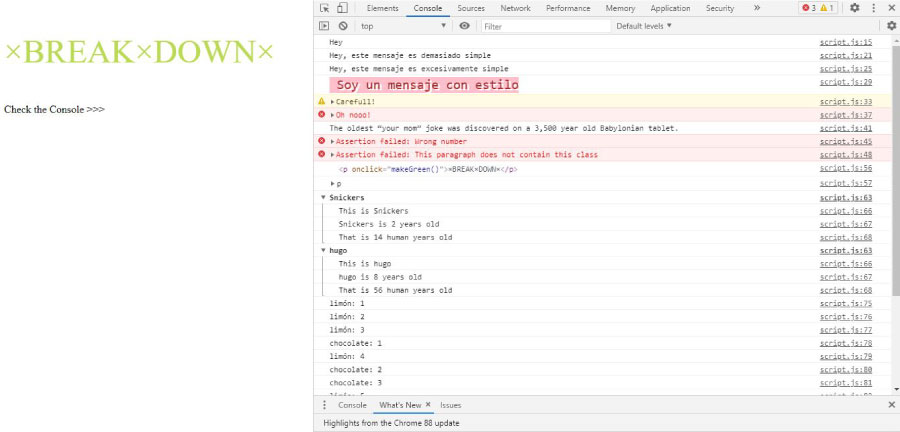 ×BREAK×DOWN×
Check the Console >>>
Elements Console Sources Network Performance Memory Application Security » 3 1
top Filter Default levels
Hey script.js:15
Hey, este mensaje es demasiado simple script.js:21
Hey, este mensaje es excesivamente simple script.js:25
Soy un mensaje con estilo script.js:29
Carefull! script.js:33
Oh nooo! script.js:37
The oldest “your mom” joke was discovered on a 3,500 year old Babylonian tablet. script.js:41
Assertion failed: Wrong number script.js:45
Assertion failed: This paragraph does not contain this class script.js:48
<p onclick="makeGreen()">×BREAK×DOWN×</p> script.js:56
p script.js:57
Snickers script.js:63
This is Snickers script.js:66
Snickers is 2 years old script.js:67
That is 14 human years old script.js:68
hugo script.js:63
This is hugo script.js:66
hugo is 8 years old script.js:67
That is 56 human years old script.js:68
limón: 1 script.js:75
limón: 2 script.js:76
limón: 3 script.js:77
chocolate: 1 script.js:78
limón: 4 script.js:79
chocolate: 2 script.js:80
chocolate: 3 script.js:81
Console What's New Issues
Highlights from the Chrome 88 update